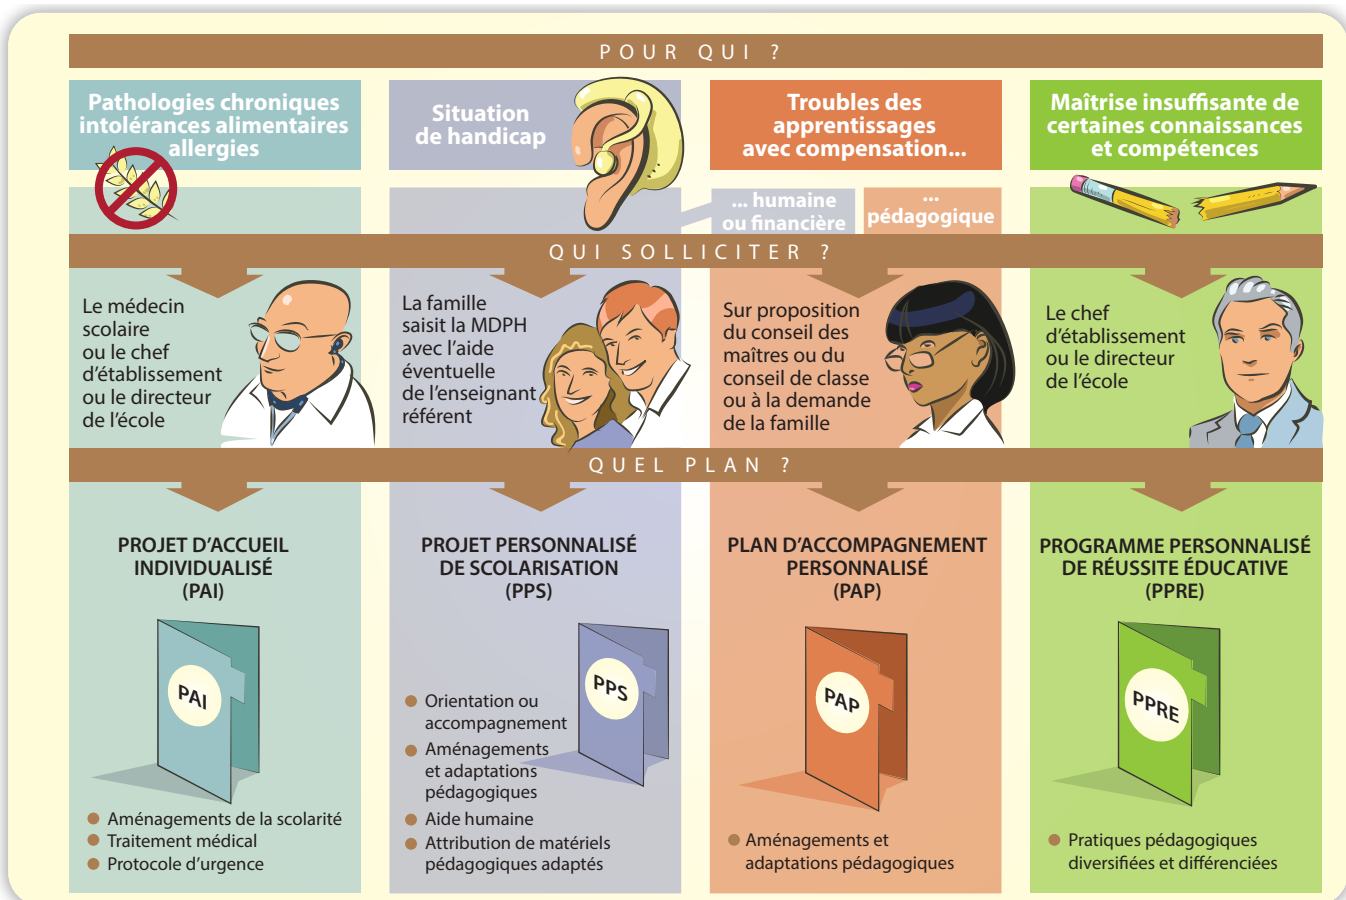 POUR QUI ?
Pathologies chroniques
intolérances alimentaires
allergies
Situation
de handicap
Troubles des
apprentissages
avec compensation...
... humaine
ou financière
...
pédagogique
Maîtrise insuffisante de
certaines connaissances
et compétences
QUI SOLLICITER ?
Le médecin
scolaire
ou le chef
d’établissement
ou le directeur
de l’école
La famille
saisit la MDPH
avec l’aide
éventuelle
de l’enseignant
référent
Sur proposition
du conseil des
maîtres ou du
conseil de classe
ou à la demande
de la famille
Le chef
d’établissement
ou le directeur
de l’école
QUEL PLAN ?
PROJET D’ACCUEIL
INDIVIDUALISÉ
(PAI)
PAI
● Aménagements de la scolarité
● Traitement médical
● Protocole d’urgence
PROJET PERSONNALISÉ
DE SCOLARISATION
(PPS)
PPS
● Orientation ou
accompagnement
● Aménagements
et adaptations
pédagogiques
● Aide humaine
● Attribution de matériels
pédagogiques adaptés
PLAN D’ACCOMPAGNEMENT
PERSONNALISÉ
(PAP)
PAP
● Aménagements et
adaptations pédagogiques
PROGRAMME PERSONNALISÉ
DE RÉUSSITE ÉDUCATIVE
(PPRE)
PPRE
● Pratiques pédagogiques
diversifiées et différenciées